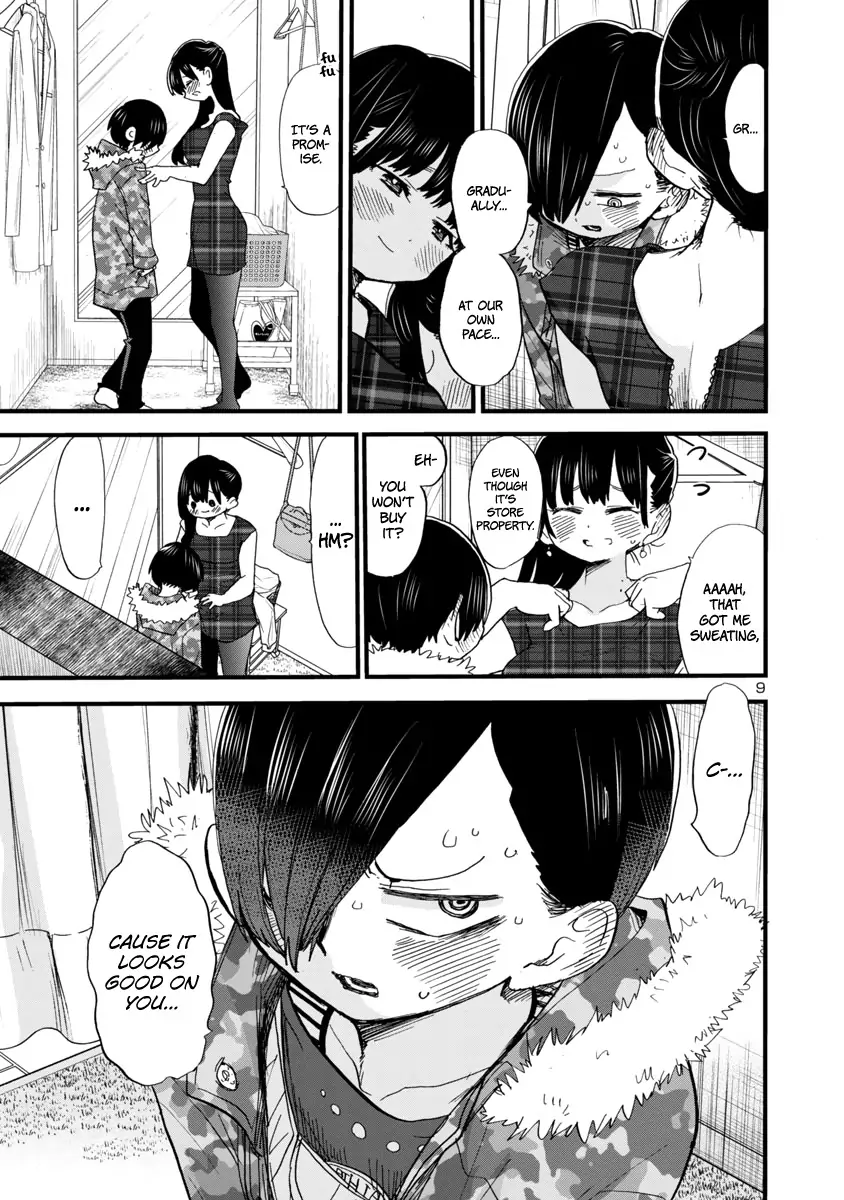 GR...
GRADU-
ALLY...
AT OUR
OWN
PACE...
fu
fu
IT'S A
PROM-
ISE.
AAAAH,
THAT
GOT ME
SWEATING,
EVEN
THOUGH
IT'S
STORE
PROPERTY.
EH-
YOU
WON'T
BUY IT?
...
HM?
...
9
C-...
CAUSE IT
LOOKS
GOOD ON
YOU...